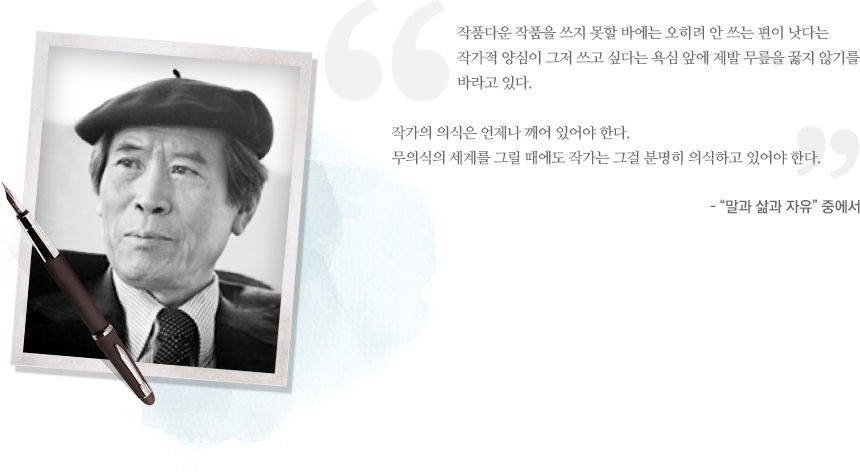 작품다운 작품을 쓰지 못할 바에는 오히려 안 쓰는 편이 낫다는
작가적 양심이 그저 쓰고 싶다는 욕심 앞에 제발 무릎을 꿇지 않기를
바라고 있다.
작가의 의식은 언제나 깨어 있어야 한다.
무의식의 세계를 그릴 때에도 작가는 그걸 분명히 의식하고 있어야 한다.
- “말과 삶과 자유” 중에서